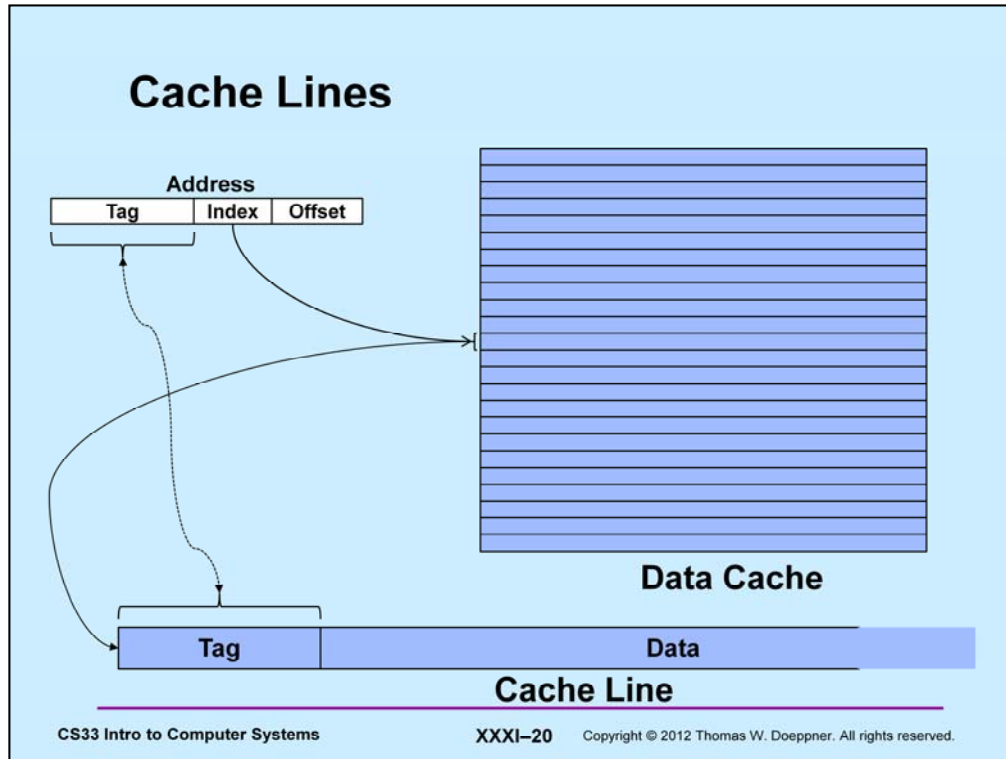 Cache Lines
Address
Tag Index Offset
Data Cache
Tag Data
Cache Line
CS33 Intro to Computer Systems XXXI–20 Copyright © 2012 Thomas W. Doeppner. All rights reserved.